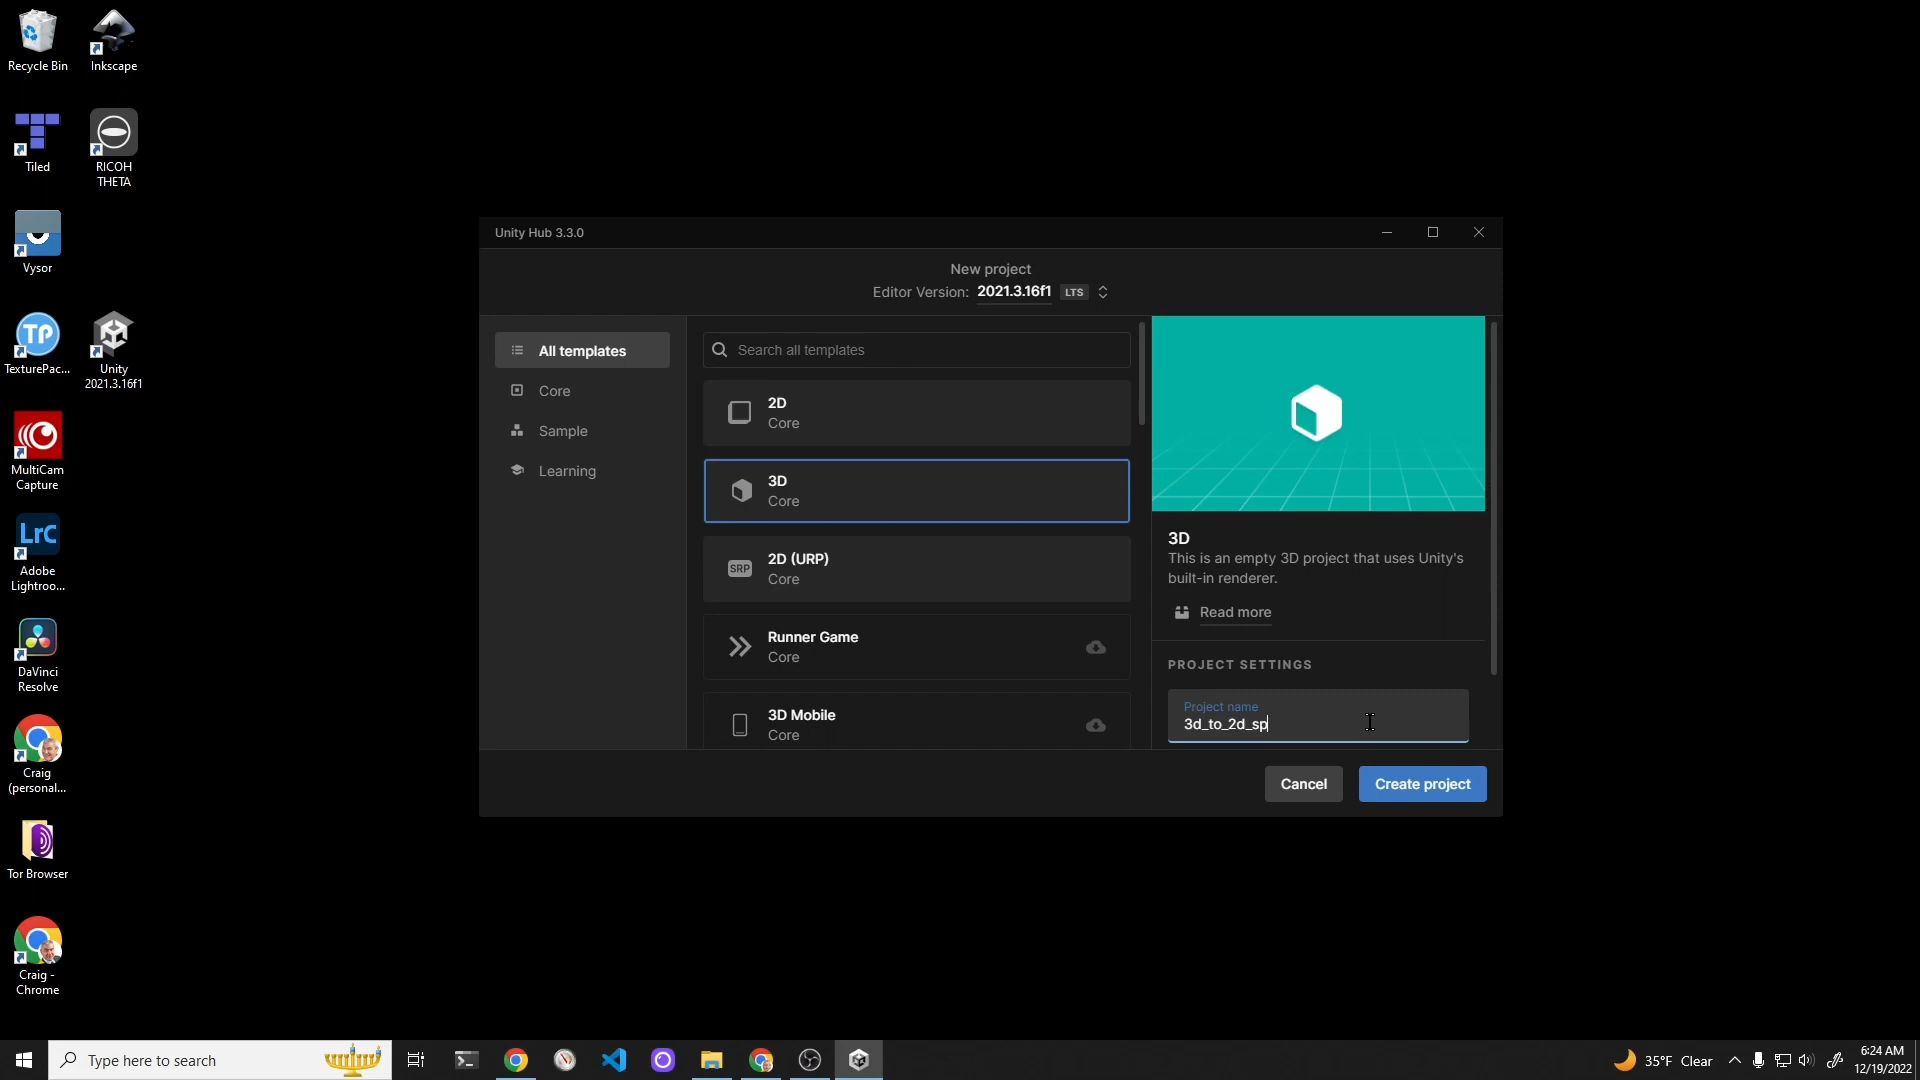 Recycle Bin
Inkscape
Tiled
RICOH
THETA
Vysor
TP
TexturePac...
Unity
2021.3.16f1
MultiCam
Capture
LrC
Adobe
Lightroo...
DaVinci
Resolve
Craig
(personal...
Tor Browser
Craig -
Chrome
Unity Hub 3.3.0
New project
Editor Version: 2021.3.16f1 LTS
All templates
Core
Sample
Learning
Search all templates
2D
Core
3D
Core
SRP
2D (URP)
Core
Runner Game
Core
3D Mobile
Core
3D
This is an empty 3D project that uses Unity's
built-in renderer.
Read more
PROJECT SETTINGS
Project name
3d_to_2d_sp
Cancel
Create project
Type here to search
35°F Clear
6:24 AM
12/19/2022